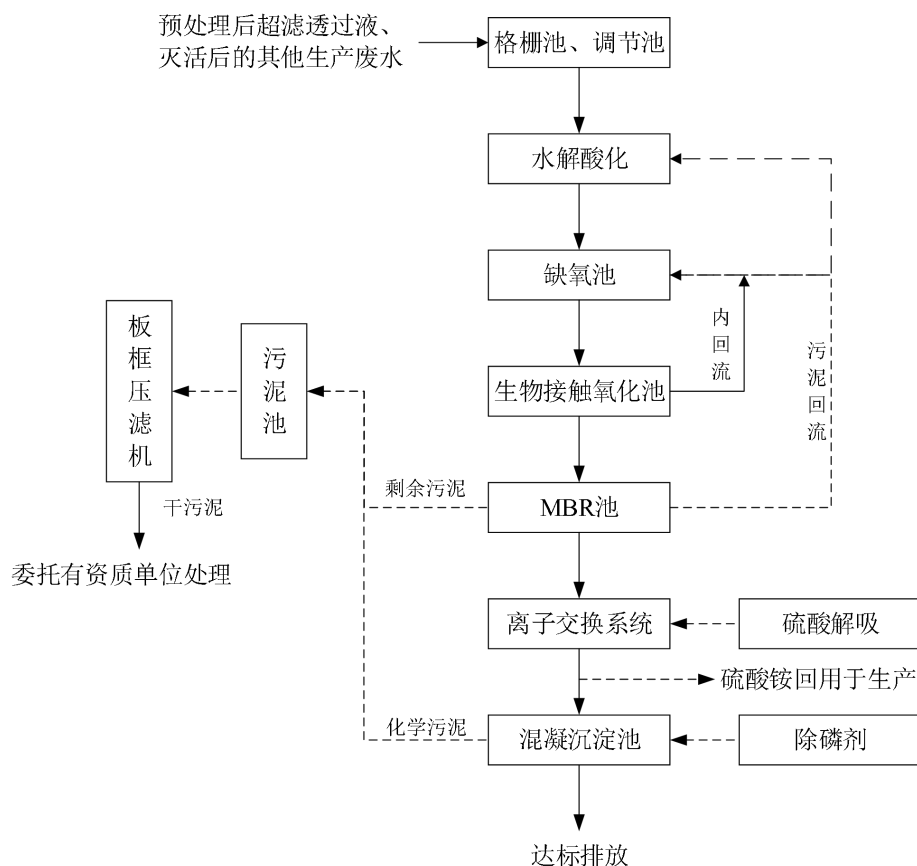 预处理后超滤透过液、
灭活后的其他生产废水
格栅池、调节池
水解酸化
缺氧池
内回流
污泥回流
板框压滤机
污泥池
生物接触氧化池
剩余污泥
MBR池
干污泥
委托有资质单位处理
离子交换系统
硫酸解吸
硫酸铵回用于生产
化学污泥
混凝沉淀池
除磷剂
达标排放